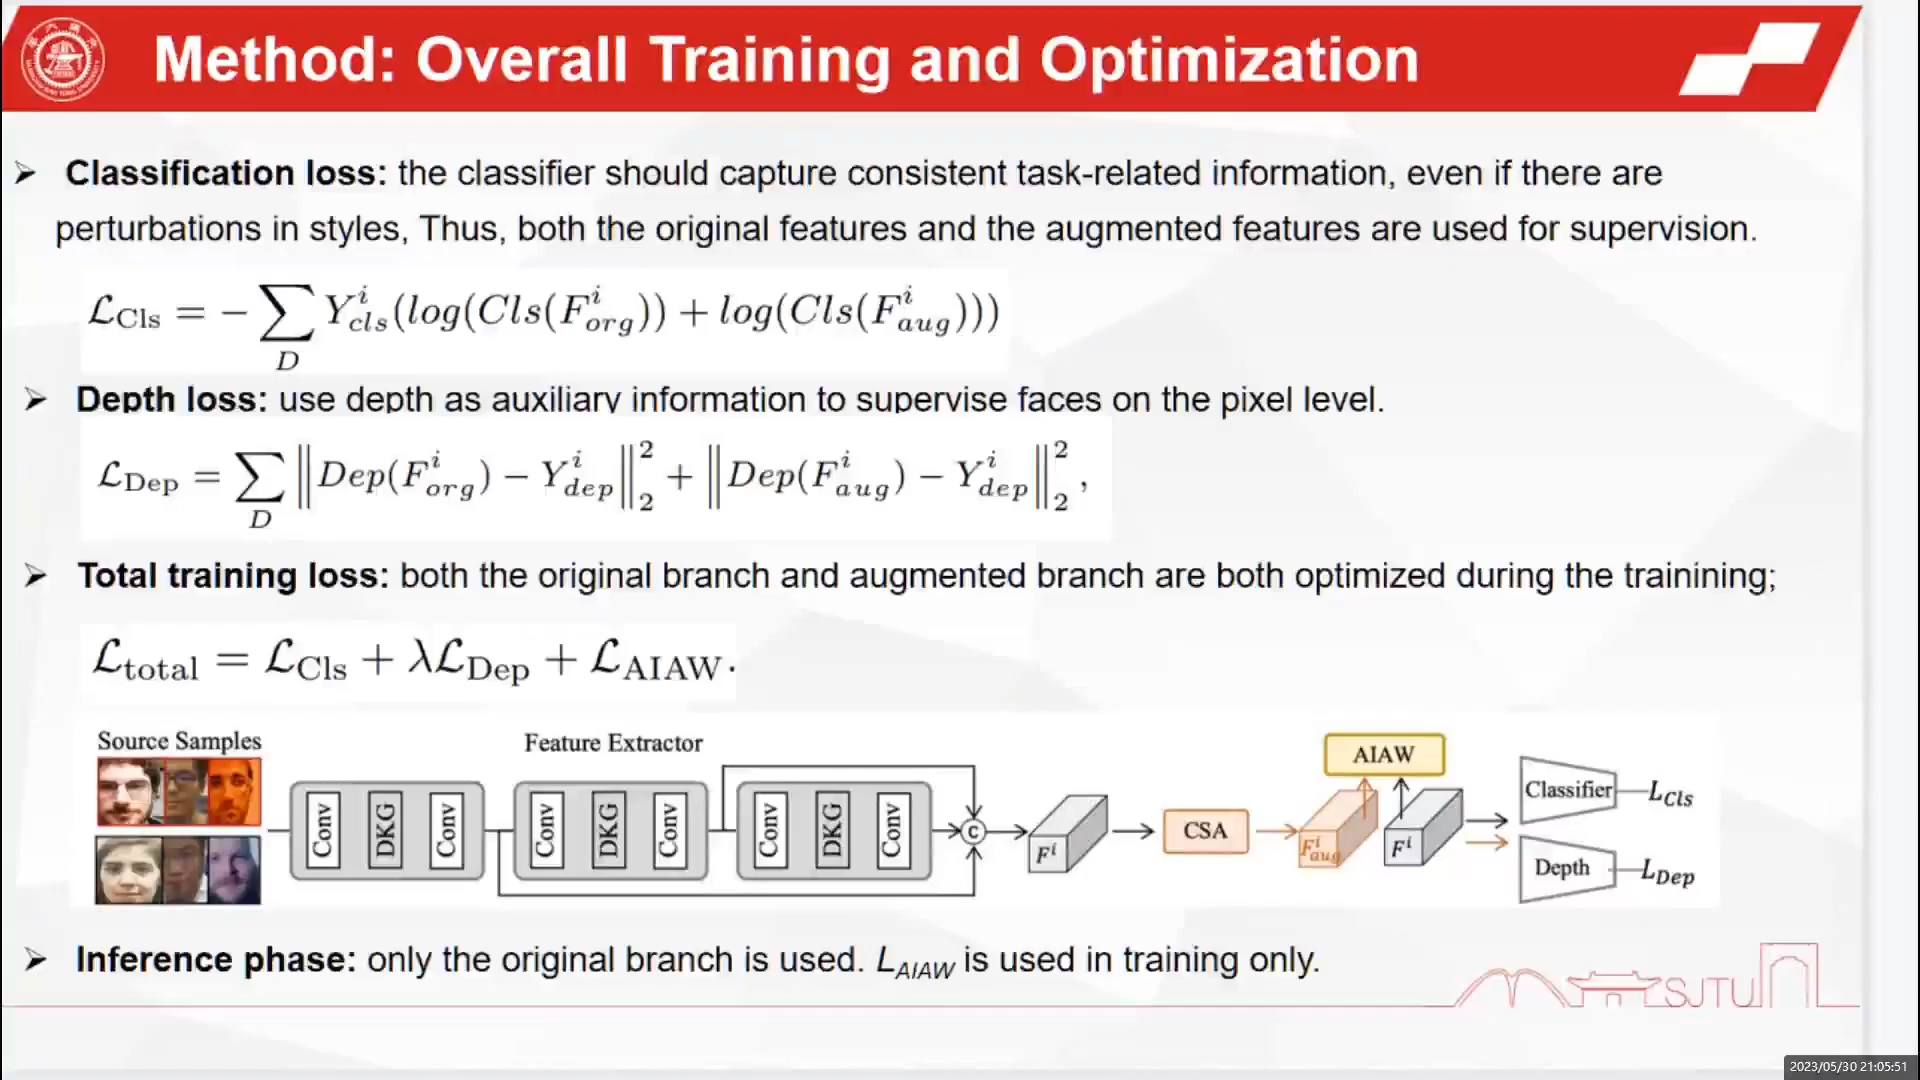 Method: Overall Training and Optimization
➢ Classification loss: the classifier should capture consistent task-related information, even if there are
perturbations in styles, Thus, both the original features and the augmented features are used for supervision.
ℒ_Cls = − ∑_D Y^i_cls(log(Cls(F^i_org)) + log(Cls(F^i_aug)))
➢ Depth loss: use depth as auxiliary information to supervise faces on the pixel level.
ℒ_Dep = ∑_D ‖Dep(F^i_org) − Y^i_dep‖^2_2 + ‖Dep(F^i_aug) − Y^i_dep‖^2_2 ,
➢ Total training loss: both the original branch and augmented branch are both optimized during the trainining;
ℒ_total = ℒ_Cls + λℒ_Dep + ℒ_AIAW.
Source Samples
Feature Extractor
Conv
DKG
Conv
Conv
DKG
Conv
Conv
DKG
Conv
C
F^i
CSA
AIAW
F^i_aug
F^i
Classifier
L_Cls
Depth
L_Dep
➢ Inference phase: only the original branch is used. L_AIAW is used in training only.
SJTU
2023/05/30 21:05:51